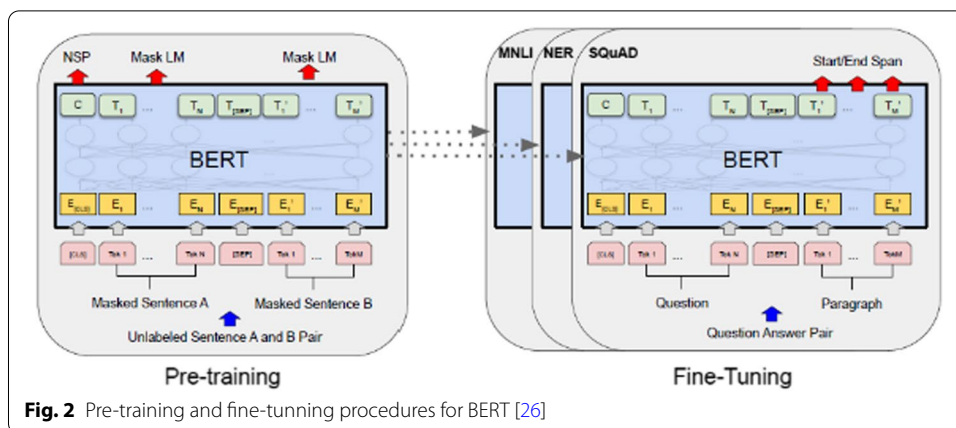 NSP Mask LM Mask LM
C T1 ... TN T[SEP] T1' ... TM'
BERT
E[CLS] E1 ... EN E[SEP] E1' ... EM'
[CLS] Tok 1 ... Tok N [SEP] Tok 1 ... TokM
Masked Sentence A Masked Sentence B
Unlabeled Sentence A and B Pair
Pre-training
MNLI NER SQuAD Start/End Span
C T1 ... TN T[SEP] T1' ... TM'
BERT
E[CLS] E1 ... EN E[SEP] E1' ... EM'
[CLS] Tok 1 ... Tok N [SEP] Tok 1 ... TokM
Question Paragraph
Question Answer Pair
Fine-Tuning
Fig. 2 Pre-training and fine-tunning procedures for BERT [26]